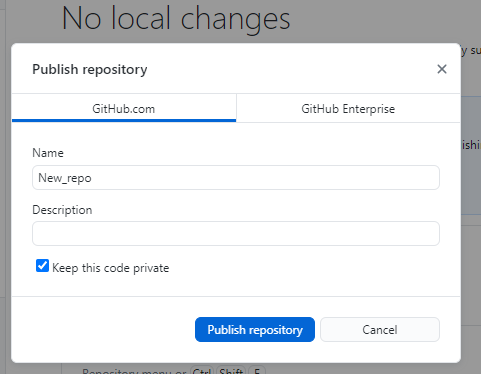 No local changes
Publish repository
y su
GitHub.com
GitHub Enterprise
ishi
Name
New_repo
Description
Keep this code private
Publish repository
Cancel
Repository menu or Ctrl Shift F